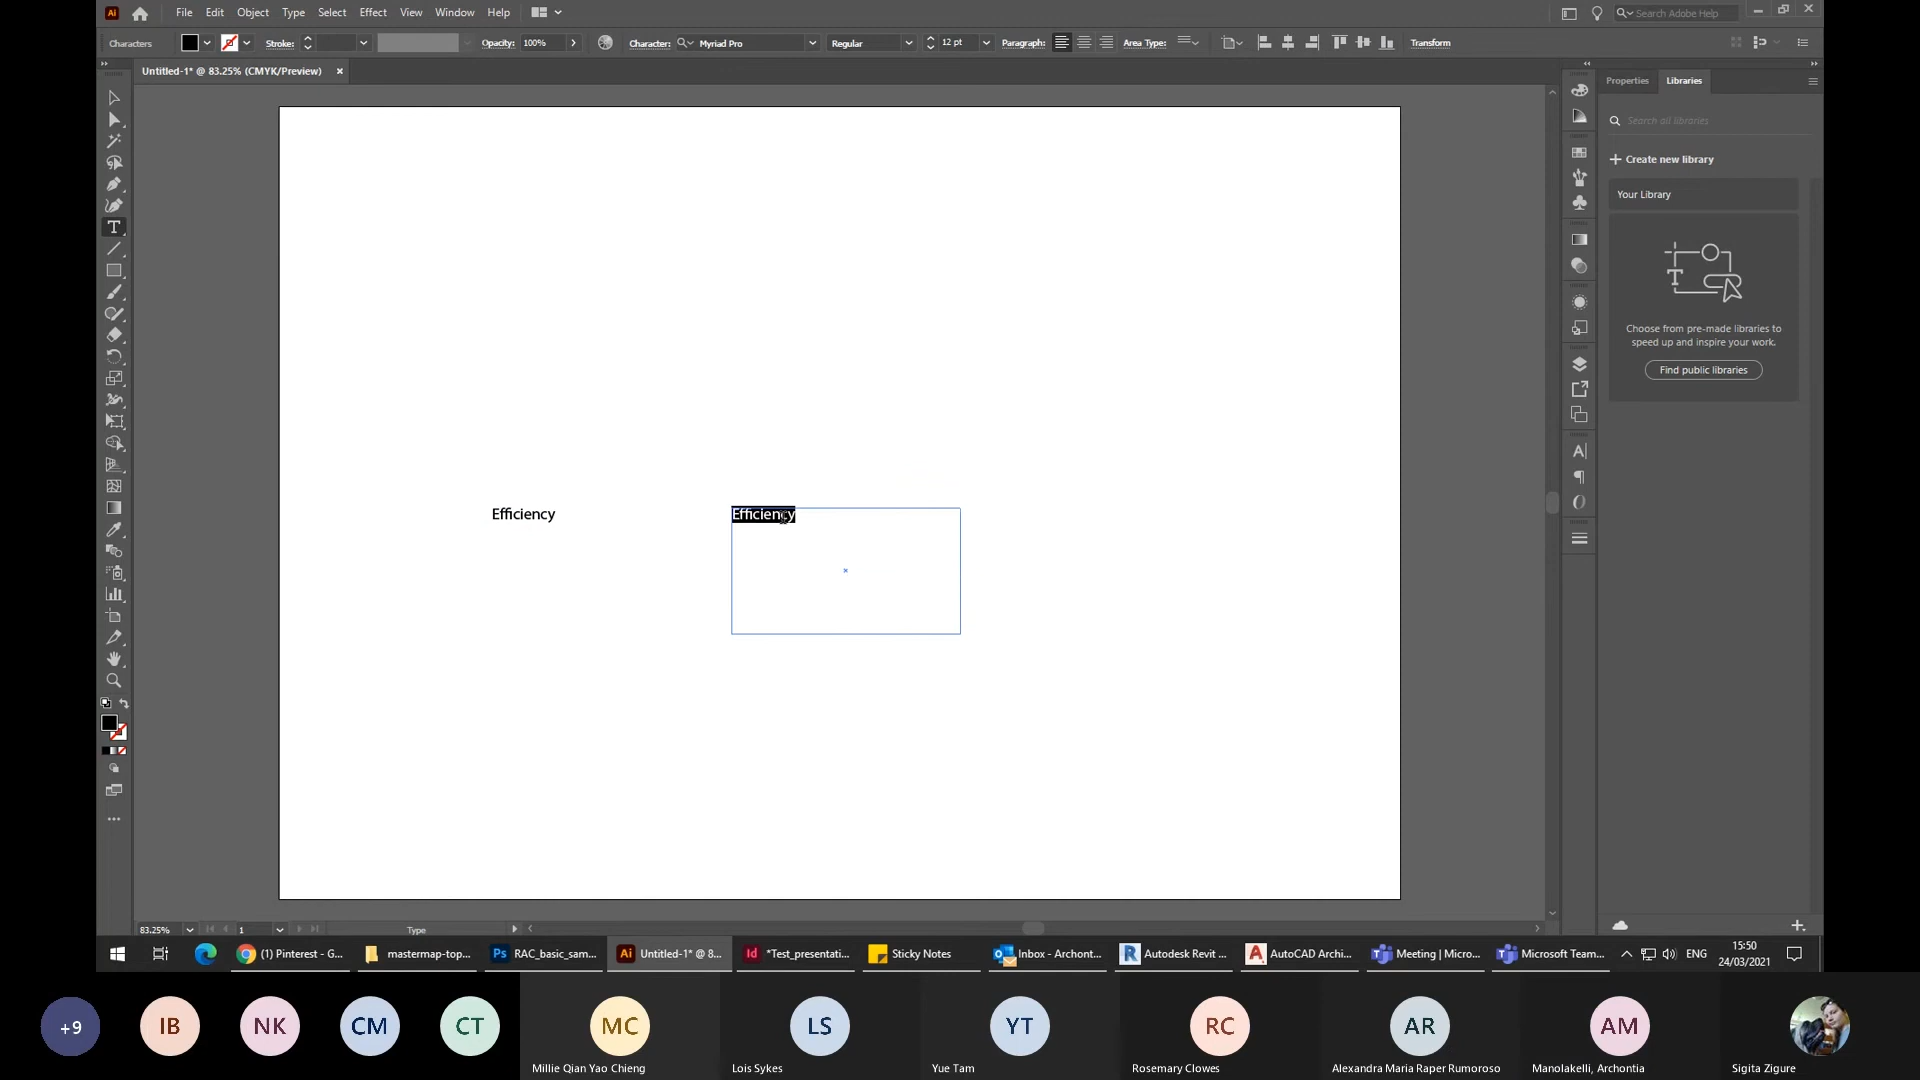 Ai File Edit Object Type Select Effect View Window Help Search Adobe Help
Characters Stroke: Opacity: 100% Character: Myriad Pro Regular 12 pt Paragraph: Area Type: Transform
Untitled-1* @ 83.25% (CMYK/Preview) ×
Properties Libraries
Search all libraries
+ Create new library
Your Library
Choose from pre-made libraries to
speed up and inspire your work.
Find public libraries
Efficiency Efficiency
83.25% 1 Type
(1) Pinterest - G... mastermap-top... Ps RAC_basic_sam... Ai Untitled-1* @ 8... Id *Test_presentati... Sticky Notes Inbox - Archont... R Autodesk Revit ... A AutoCAD Archi... Meeting | Micro... Microsoft Team... ENG 15:50
24/03/2021
+9 IB NK CM CT MC LS YT RC AR AM
Millie Qian Yao Chieng Lois Sykes Yue Tam Rosemary Clowes Alexandra Maria Raper Rumoroso Manolakelli, Archontia Sigita Zigure